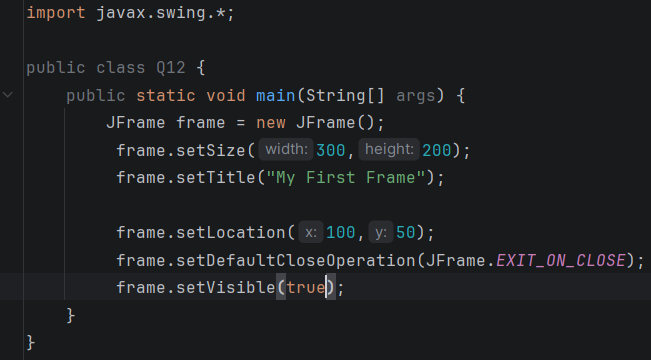 import javax.swing.*;
public class Q12 {
public static void main(String[] args) {
JFrame frame = new JFrame();
frame.setSize( width: 300, height: 200);
frame.setTitle("My First Frame");
frame.setLocation( x: 100, y: 50);
frame.setDefaultCloseOperation(JFrame.EXIT_ON_CLOSE);
frame.setVisible(true);
}
}